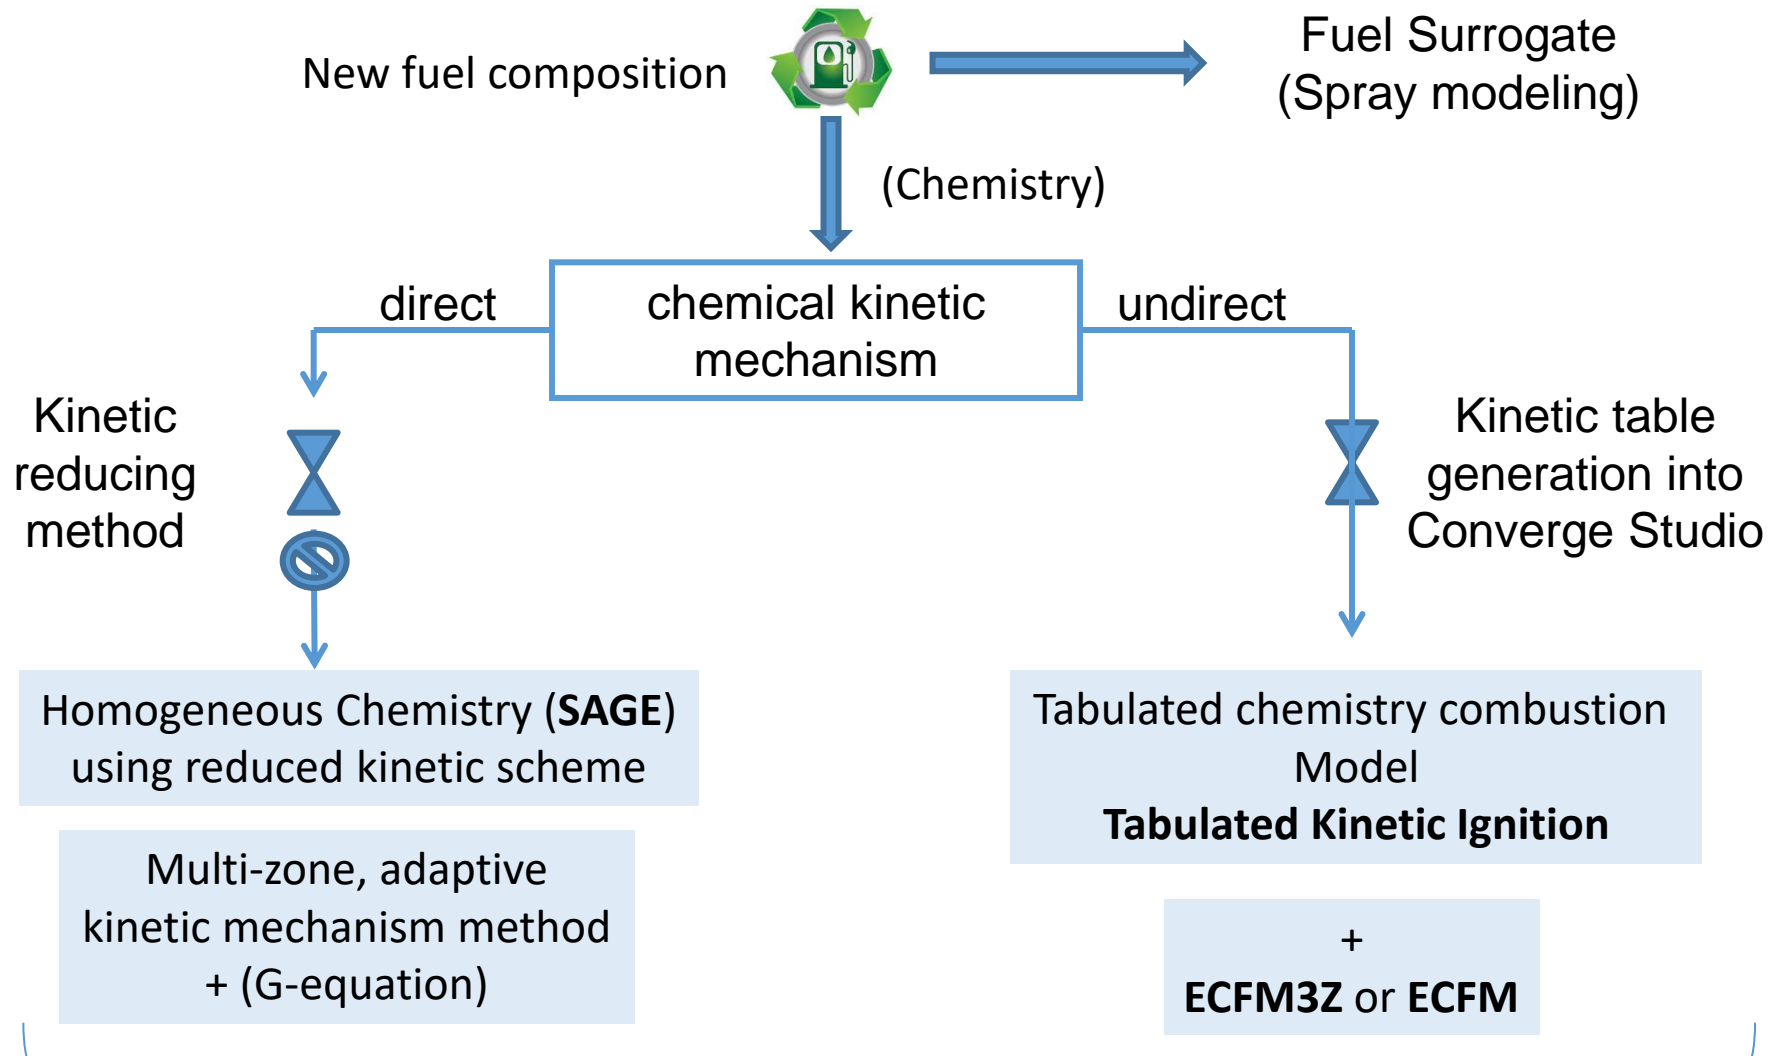 New fuel composition
Fuel Surrogate
(Spray modeling)
(Chemistry)
direct
chemical kinetic
mechanism
undirect
Kinetic
reducing
method
Kinetic table
generation into
Converge Studio
Homogeneous Chemistry (SAGE)
using reduced kinetic scheme
Multi-zone, adaptive
kinetic mechanism method
+ (G-equation)
Tabulated chemistry combustion
Model
Tabulated Kinetic Ignition
+
ECFM3Z or ECFM